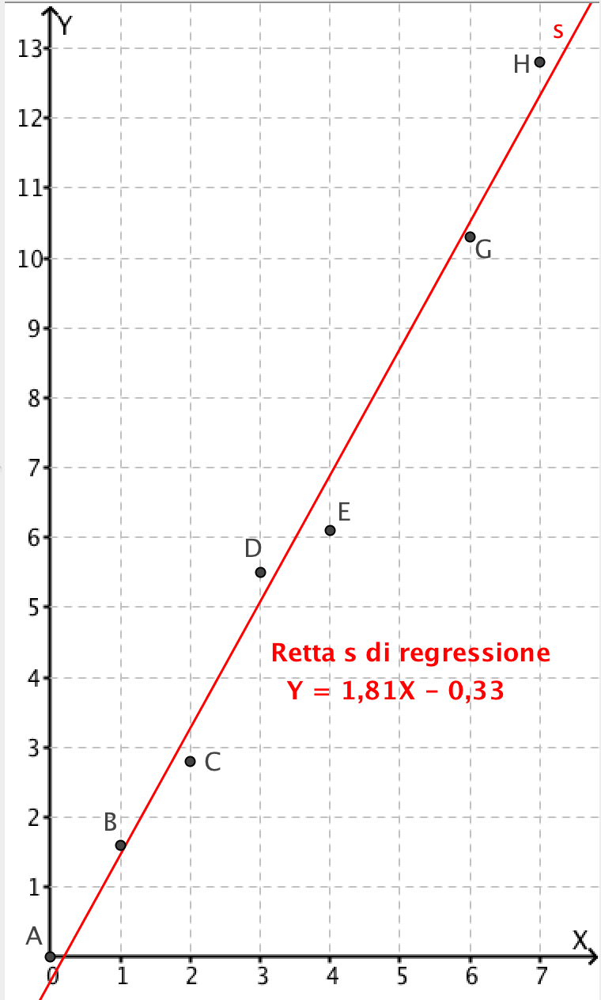 Y
s
13
H
12
11
G
10
9
8
7
E
6
D
5
Retta s di regressione
4
Y = 1,81X – 0,33
3
C
2
B
1
A
X
0 1 2 3 4 5 6 7